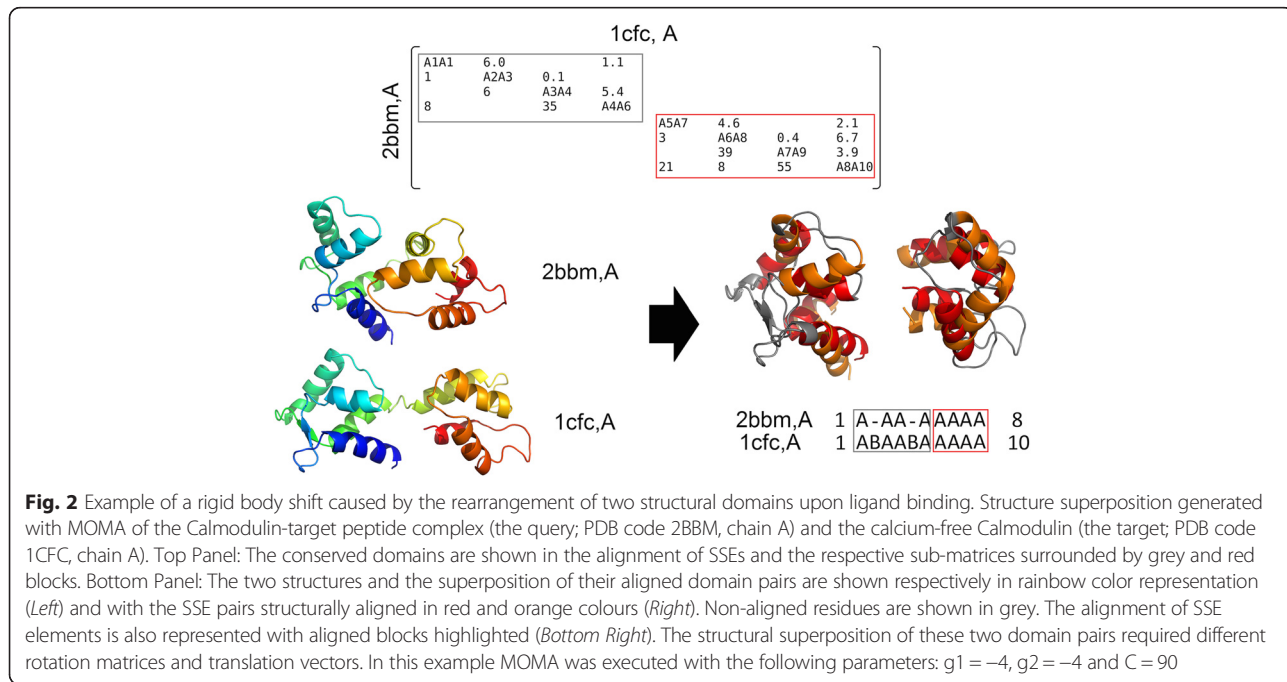 1cfc, A
2bbm,A
A1A1 6.0 1.1
1 A2A3 0.1
6 A3A4 5.4
8 35 A4A6
A5A7 4.6 2.1
3 A6A8 0.4 6.7
39 A7A9 3.9
21 8 55 A8A10
2bbm,A
1cfc,A
2bbm,A 1 A-AA-AAAAA 8
1cfc,A 1 ABAABAAAAA 10
Fig. 2 Example of a rigid body shift caused by the rearrangement of two structural domains upon ligand binding. Structure superposition generated
with MOMA of the Calmodulin-target peptide complex (the query; PDB code 2BBM, chain A) and the calcium-free Calmodulin (the target; PDB code
1CFC, chain A). Top Panel: The conserved domains are shown in the alignment of SSEs and the respective sub-matrices surrounded by grey and red
blocks. Bottom Panel: The two structures and the superposition of their aligned domain pairs are shown respectively in rainbow color representation
(Left) and with the SSE pairs structurally aligned in red and orange colours (Right). Non-aligned residues are shown in grey. The alignment of SSE
elements is also represented with aligned blocks highlighted (Bottom Right). The structural superposition of these two domain pairs required different
rotation matrices and translation vectors. In this example MOMA was executed with the following parameters: g1 = −4, g2 = −4 and C = 90